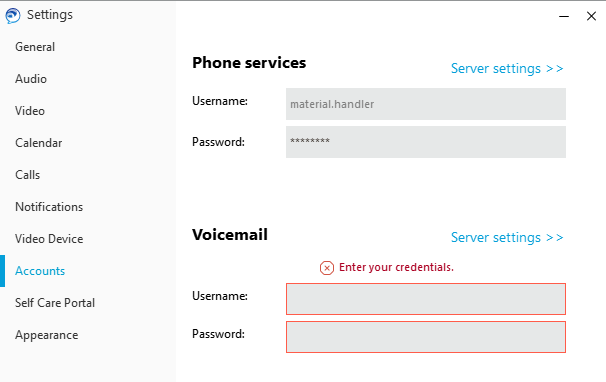 Settings
General
Audio
Video
Calendar
Calls
Notifications
Video Device
Accounts
Self Care Portal
Appearance
Phone services
Server settings >>
Username:
material.handler
Password:
********
Voicemail
Server settings >>
Enter your credentials.
Username:
Password: